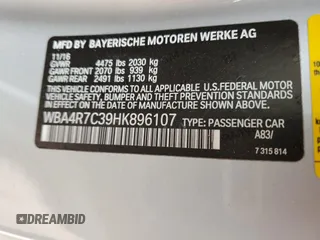 MFD BY BAYERISCHE MOTOREN WERKE AG
11/16
GVWR 4475 lbs 2030 kg
GAWR FRONT 2070 lbs 939 kg
GAWR REAR 2491 lbs 1130 kg
THIS VEHICLE CONFORMS TO ALL APPLICABLE U.S. FEDERAL MOTOR
VEHICLE SAFETY, BUMPER, AND THEFT PREVENTION STANDARDS IN
EFFECT ON THE DATE OF MANUFACTURE SHOWN ABOVE.
WBA4R7C39HK896107 TYPE: PASSENGER CAR
A83/
7 315 814
DREAMBID